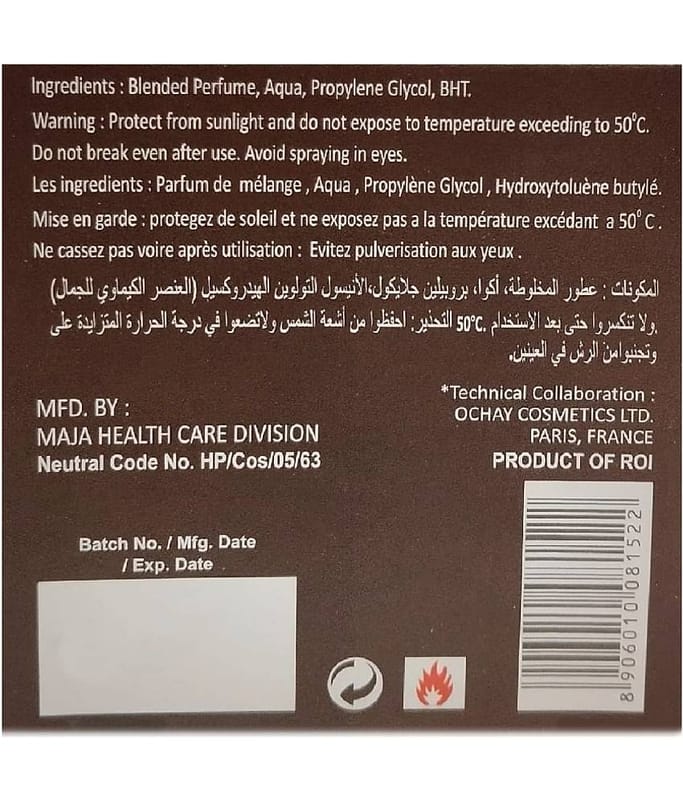 Ingredients : Blended Perfume, Aqua, Propylene Glycol, BHT.
Warning : Protect from sunlight and do not expose to temperature exceeding to 50°C.
Do not break even after use. Avoid spraying in eyes.
Les ingredients : Parfum de mélange , Aqua , Propylène Glycol , Hydroxytoluène butylé.
Mise en garde : protegez de soleil et ne exposez pas a la température excédant a 50° C .
Ne cassez pas voire après utilisation : Evitez pulverisation aux yeux .
المكونات : عطور المخلوطة، أكوا، بروبيلين جلايكول،الأنيسول التولوين الهيدروكسيل (العنصر الكيماوي للجمال)
.ولا تنكسروا حتى بعد الاستخدام .50°C التحذير: احفظوا من أشعة الشمس ولاتضعوا في درجة الحرارة المتزايدة على
وتجنبوامن الرش في العينين.
MFD. BY :
MAJA HEALTH CARE DIVISION
Neutral Code No. HP/Cos/05/63
*Technical Collaboration :
OCHAY COSMETICS LTD.
PARIS, FRANCE
PRODUCT OF ROI
Batch No. / Mfg. Date
/ Exp. Date
8 906010 081522